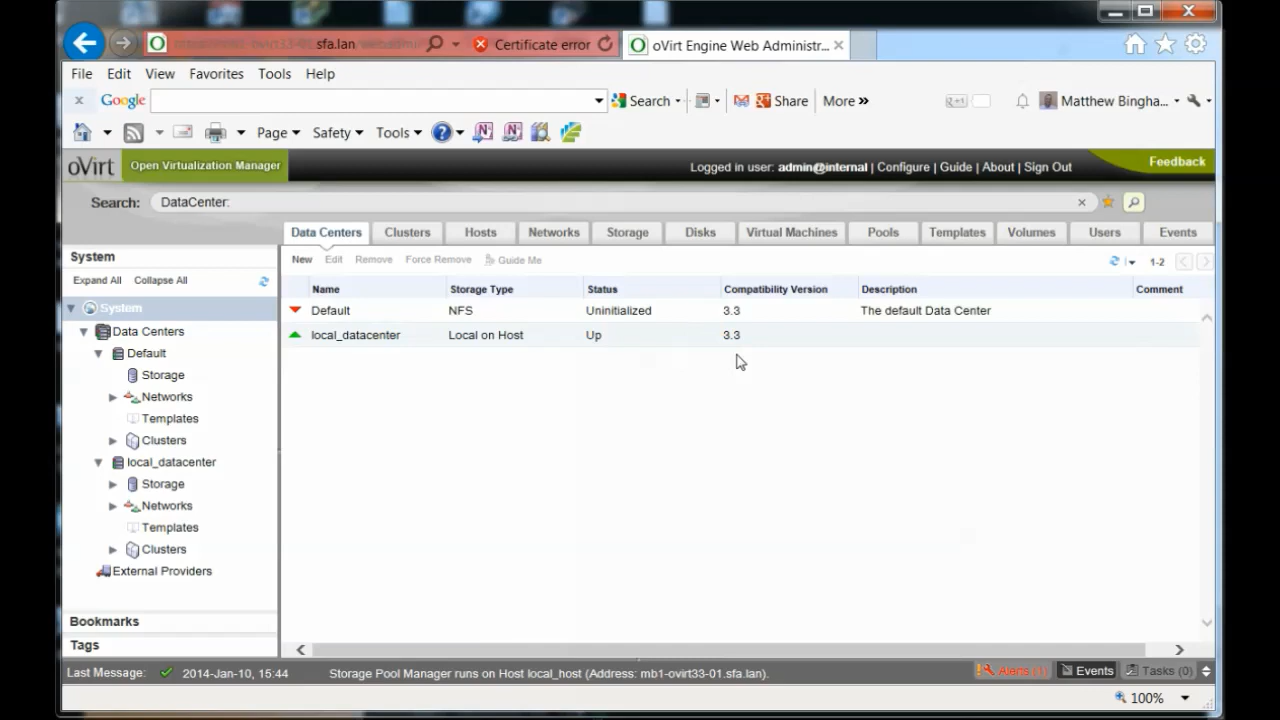 sfa.lan
Certificate error
oVirt Engine Web Administr...
File Edit View Favorites Tools Help
x Google Search Share More »
Matthew Bingha...
Page Safety Tools
oVirt Open Virtualization Manager
Logged in user: admin@internal | Configure | Guide | About | Sign Out
Feedback
Search: DataCenter:
Data Centers Clusters Hosts Networks Storage Disks Virtual Machines Pools Templates Volumes Users Events
System
Expand All Collapse All
New Edit Remove Force Remove Guide Me
1-2
Name Storage Type Status Compatibility Version Description Comment
Default NFS Uninitialized 3.3 The default Data Center
local_datacenter Local on Host Up 3.3
System
Data Centers
Default
Storage
Networks
Templates
Clusters
local_datacenter
Storage
Networks
Templates
Clusters
External Providers
Bookmarks
Tags
Last Message: 2014-Jan-10, 15:44 Storage Pool Manager runs on Host local_host (Address: mb1-ovirt33-01.sfa.lan).
Alerts (1) Events Tasks (0)
100%